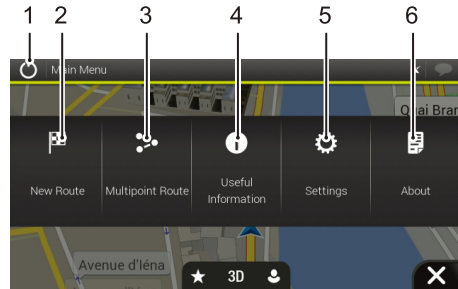 1 2 3 4 5 6
Main Menu
Quai Bran
New Route
Multipoint Route
Useful
Information
Settings
About
Avenue d'Iéna
3D